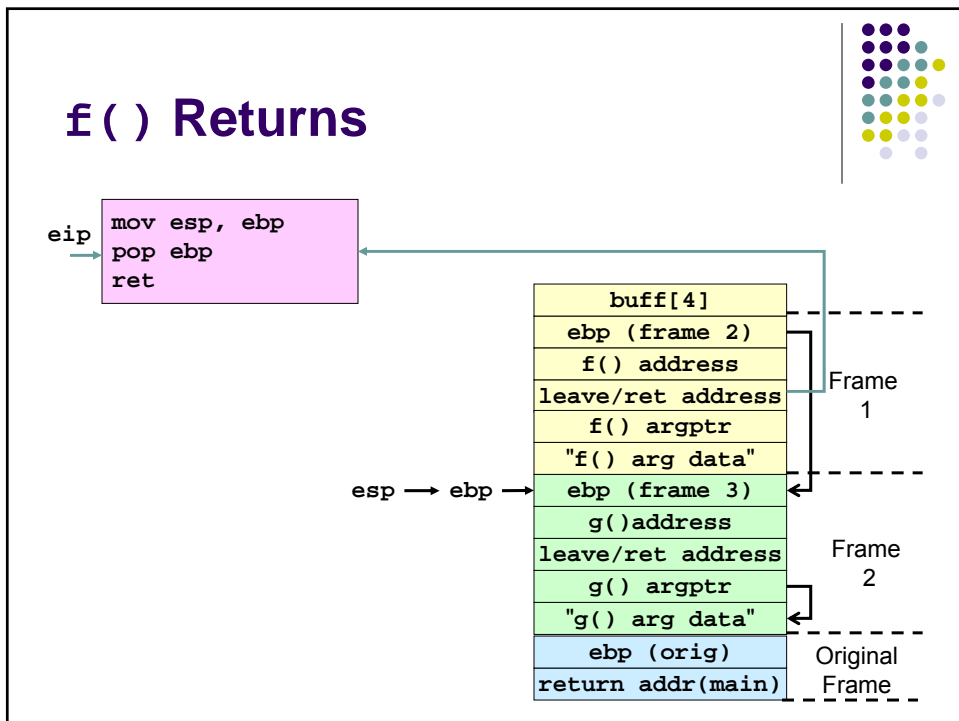 f() Returns
eip
mov esp, ebp
pop ebp
ret
buff[4]
ebp (frame 2)
f() address
leave/ret address
f() argptr
"f() arg data"
Frame
1
esp
ebp
ebp (frame 3)
g()address
leave/ret address
g() argptr
"g() arg data"
Frame
2
ebp (orig)
return addr(main)
Original
Frame